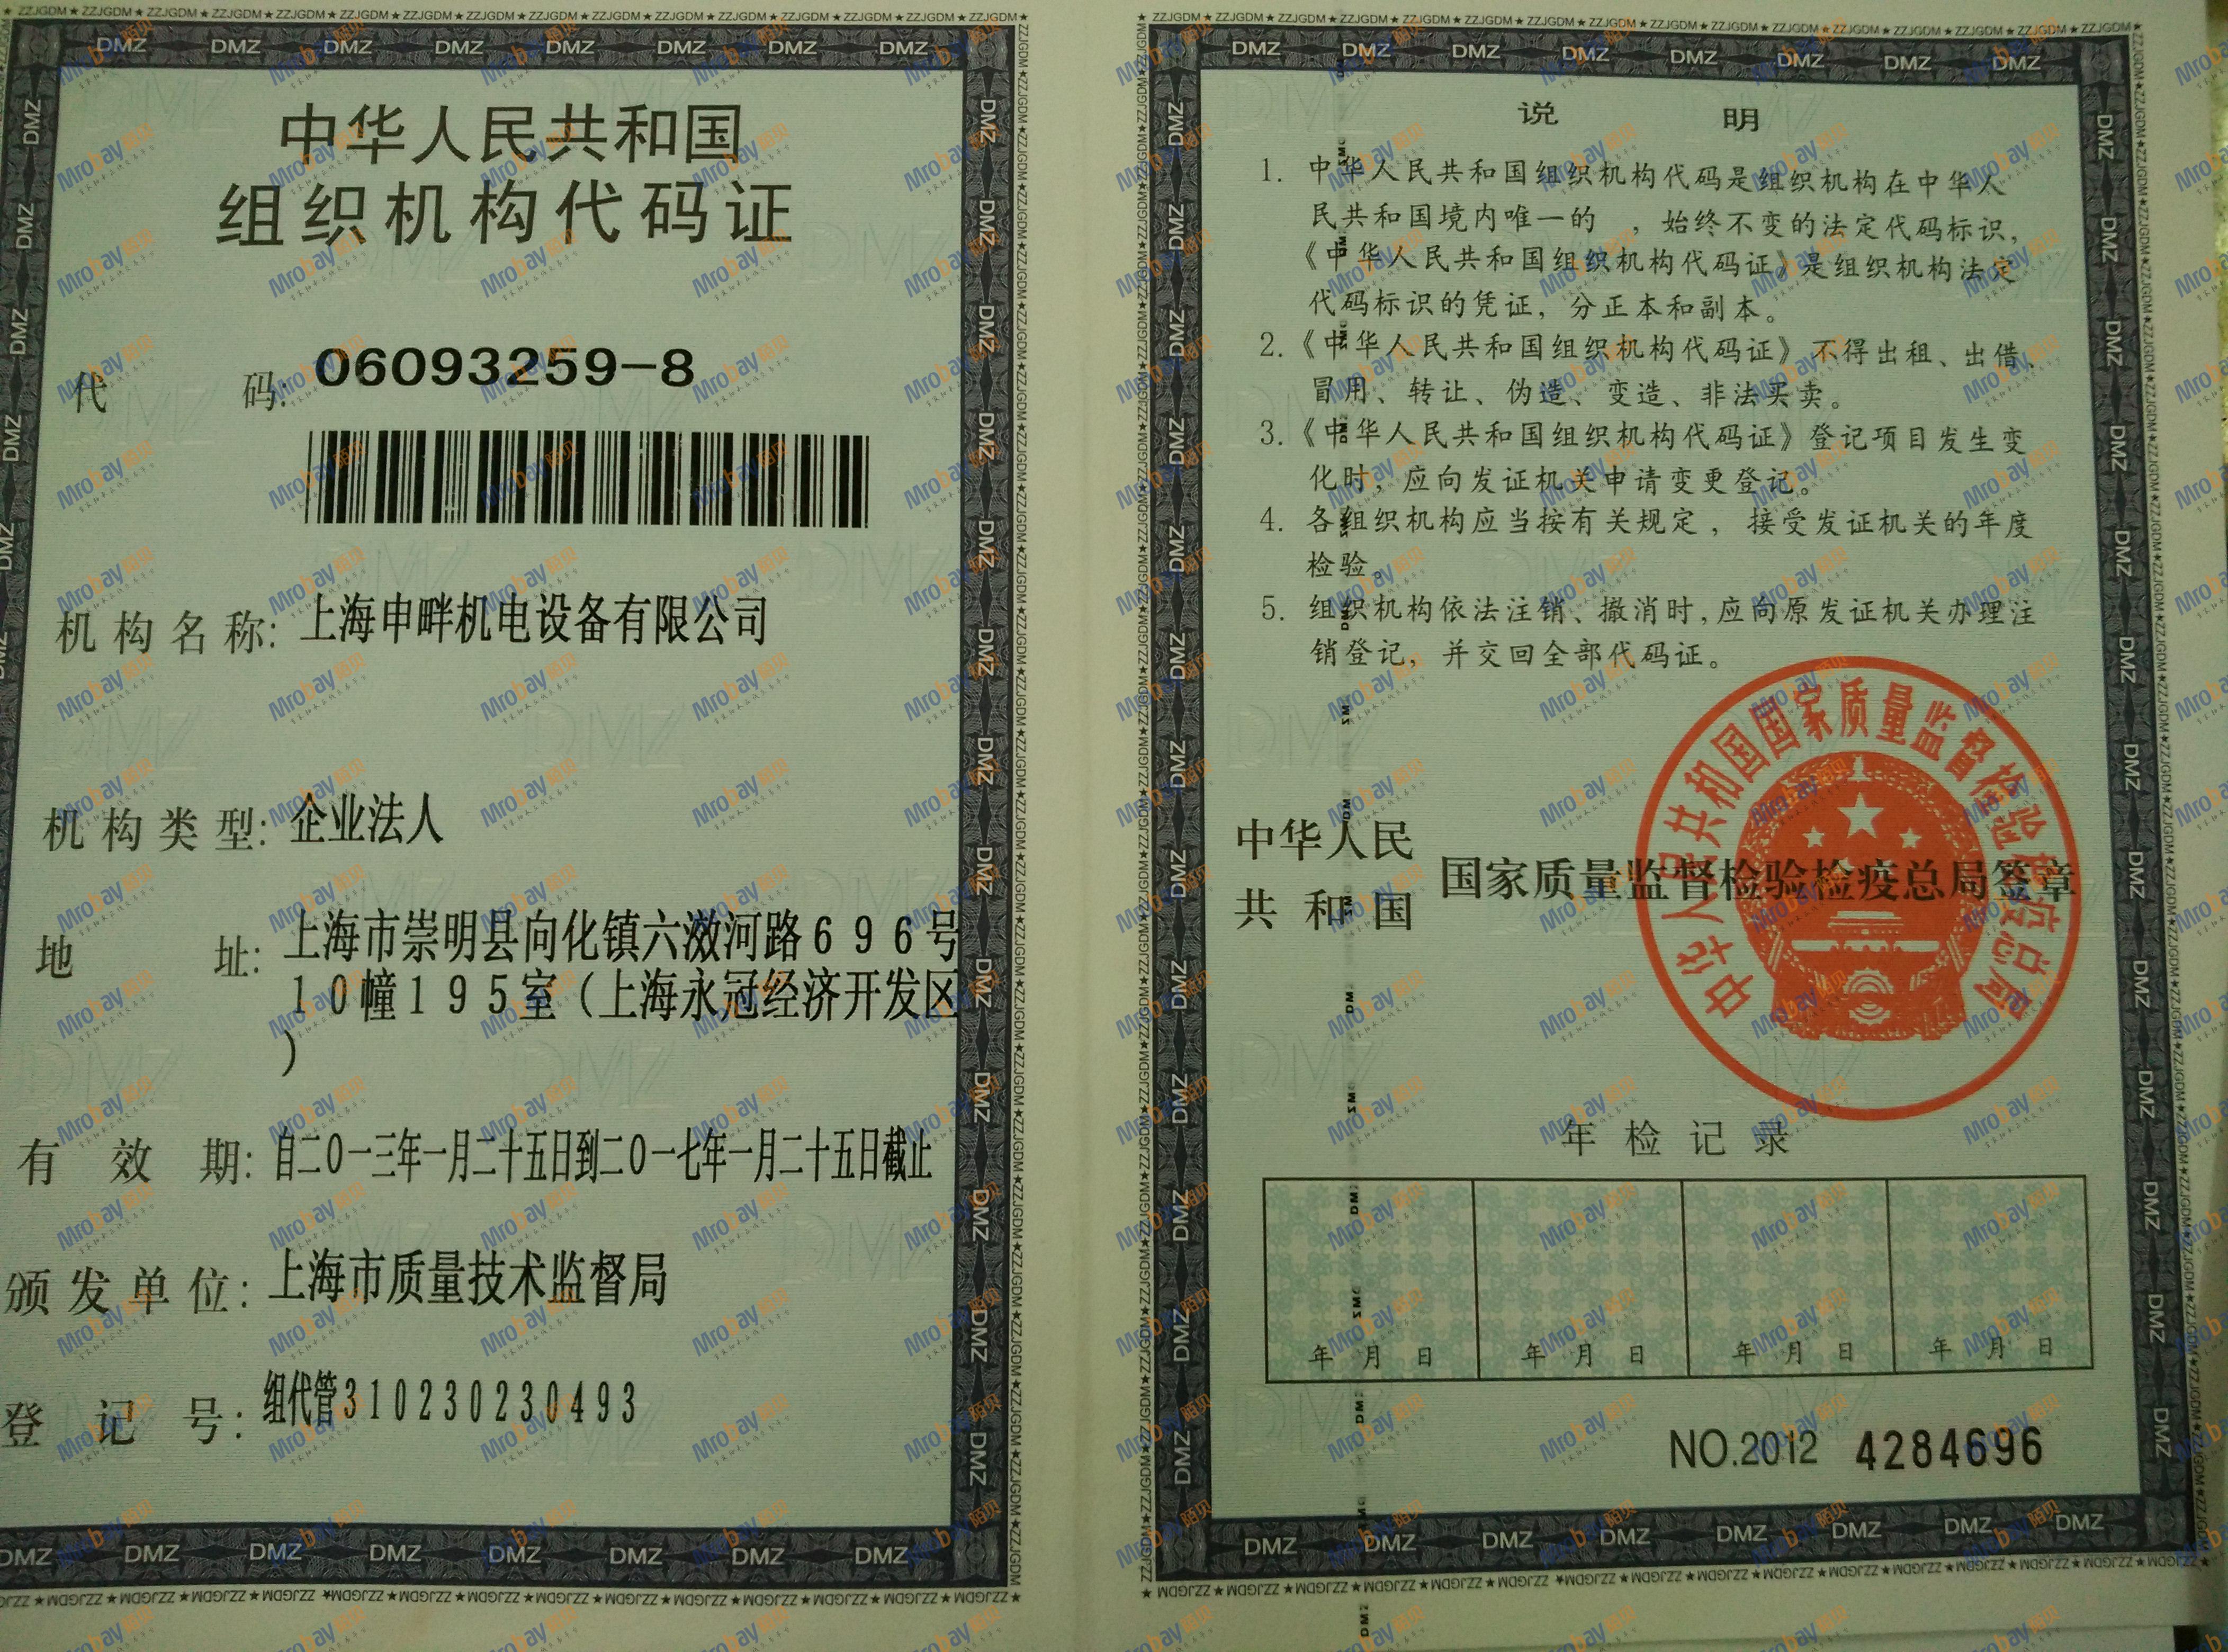 中华人民共和国
组织机构代码证
代 码: 06093259-8
机构名称: 上海申畔机电设备有限公司
机构类型: 企业法人
地 址: 上海市崇明县向化镇六滧河路696号
10幢195室(上海永冠经济开发区
)
有 效 期: 自二0一三年一月二十五日到二0一七年一月二十五日截止
颁发单位: 上海市质量技术监督局
登 记 号: 组代管310230230493
说 明
1. 中华人民共和国组织机构代码是组织机构在中华人
民共和国境内唯一的 ,始终不变的法定代码标识,
《中华人民共和国组织机构代码证》是组织机构法定
代码标识的凭证,分正本和副本。
2.《中华人民共和国组织机构代码证》不得出租、出借、
冒用、转让、伪造、变造、非法买卖。
3.《中华人民共和国组织机构代码证》登记项目发生变
化时,应向发证机关申请变更登记。
4. 各组织机构应当按有关规定,接受发证机关的年度
检验。
5. 组织机构依法注销、撤消时,应向原发证机关办理注
销登记,并交回全部代码证。
中华人民
共和国
国家质量监督检验检疫总局签章
中华人民共和国国家质量监督检验检疫总局
年检记录
年 月 日 年 月 日 年 月 日 年 月 日
NO.2012 4284696
DMZ
ZZJGDM★ZZJGDM
Mrobay陌贝